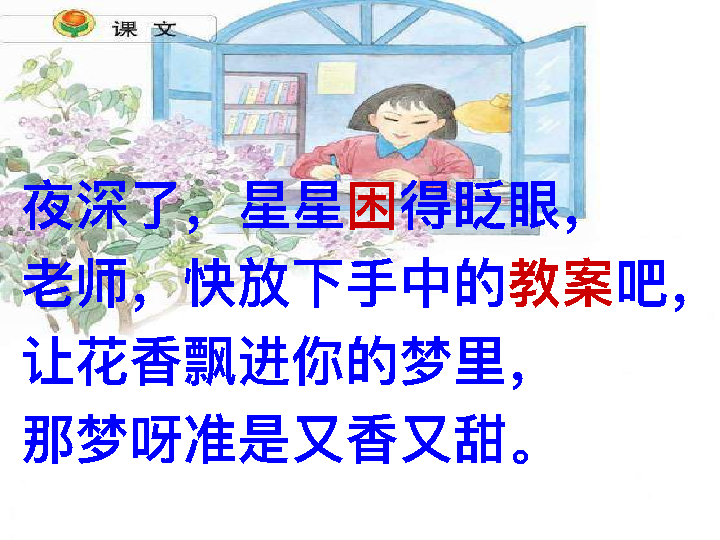 课 文
夜深了，星星困得眨眼，
老师，快放下手中的教案吧，
让花香飘进你的梦里，
那梦呀准是又香又甜。